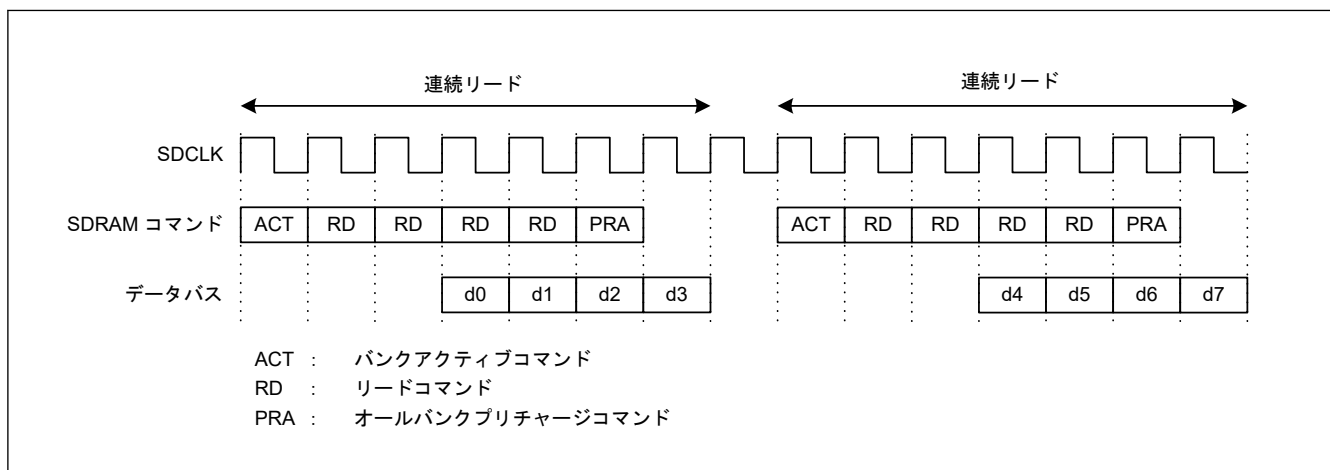 連続リード 連続リード
SDCLK
SDRAM コマンド ACT RD RD RD RD PRA ACT RD RD RD RD PRA
データバス d0 d1 d2 d3 d4 d5 d6 d7
ACT : バンクアクティブコマンド
RD : リードコマンド
PRA : オールバンクプリチャージコマンド